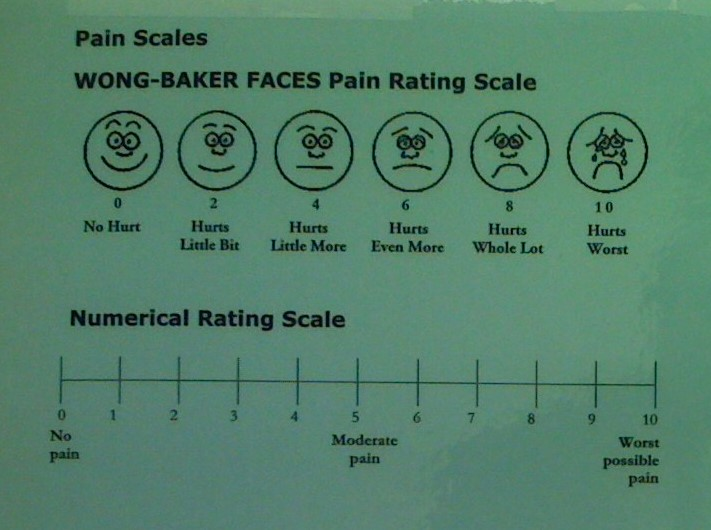 Pain Scales
WONG-BAKER FACES Pain Rating Scale
0 2 4 6 8 10
No Hurt Hurts Hurts Hurts Hurts Hurts
Little Bit Little More Even More Whole Lot Worst
Numerical Rating Scale
0 1 2 3 4 5 6 7 8 9 10
No Moderate Worst
pain pain possible
pain